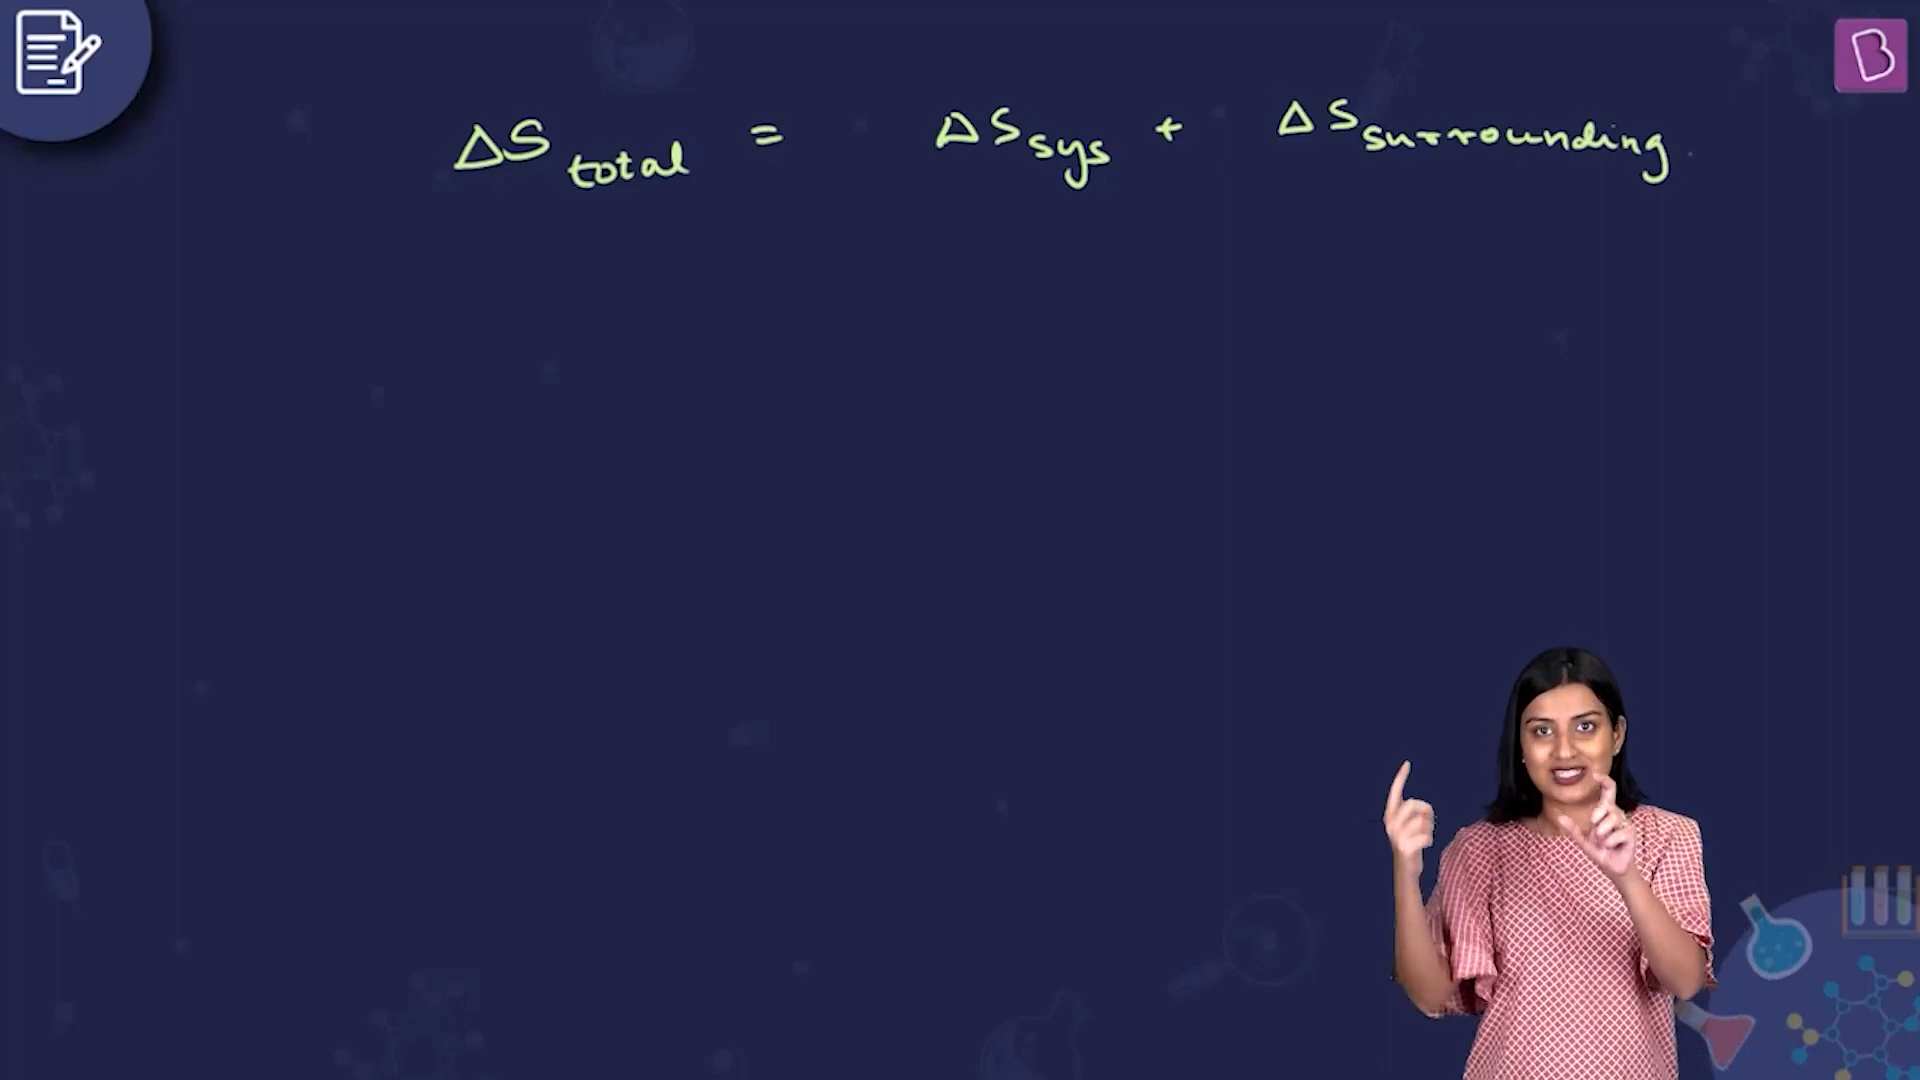 ΔS total = ΔS sys + ΔS surrounding
B